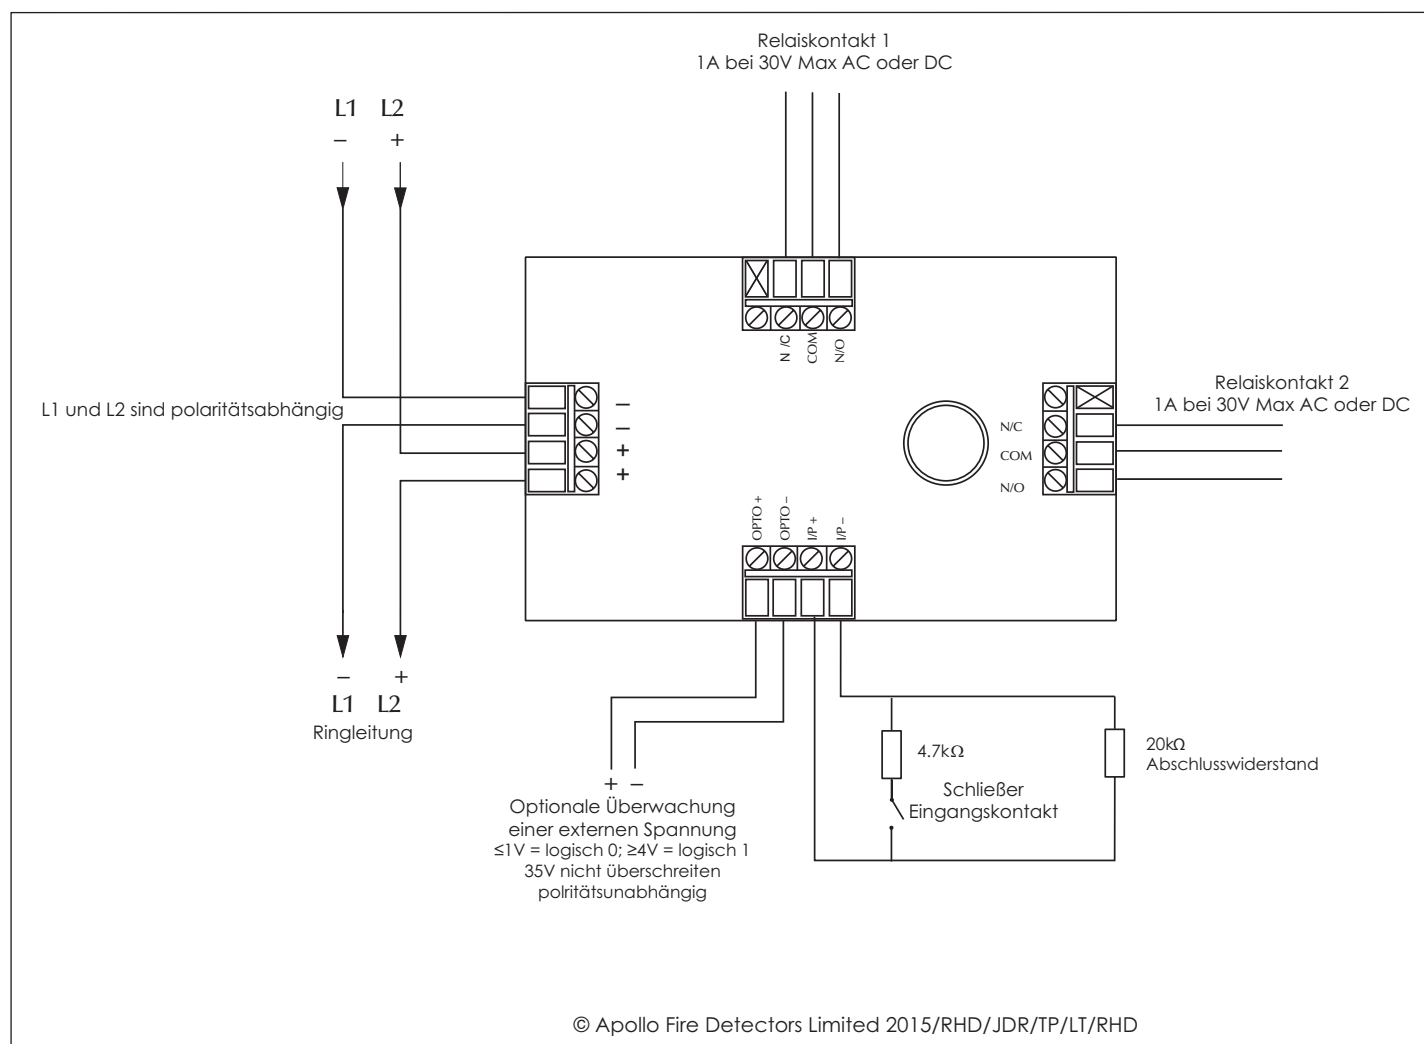 Relaiskontakt 1
1A bei 30V Max AC oder DC
L1 L2
– +
N /C
COM
N/O
L1 und L2 sind polaritätsabhängig
–
–
+
+
Relaiskontakt 2
1A bei 30V Max AC oder DC
N/C
COM
N/O
OPTO +
OPTO –
I/P +
I/P –
– +
L1 L2
Ringleitung
4.7kΩ
20kΩ
Abschlusswiderstand
Schließer
Eingangskontakt
+ –
Optionale Überwachung
einer externen Spannung
≤1V = logisch 0; ≥4V = logisch 1
35V nicht überschreiten
polritätsunabhängig
© Apollo Fire Detectors Limited 2015/RHD/JDR/TP/LT/RHD